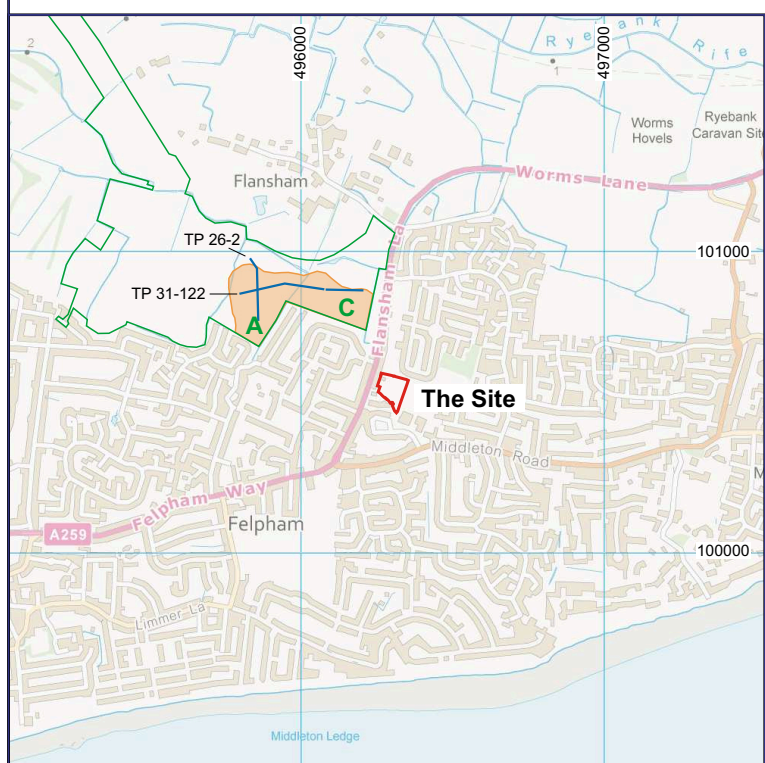 2
Ryebank Rife
496000
497000
1
Worms
Hovels
Ryebank
Caravan Site
Flansham
Worms Lane
TP 26-2
101000
TP 31-122
A
C
Flansham La
The Site
Middleton Road
Felpham Way
M
A259
Felpham
100000
Limmer La
Middleton Ledge